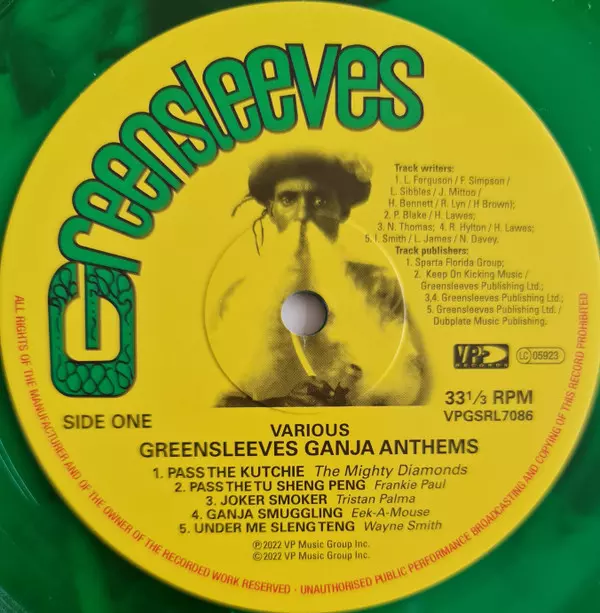 Greensleeves
Track writers:
1. L. Ferguson / F. Simpson /
L. Sibbles / J. Mittoo /
H. Bennett / R. Lyn / H Brown);
2. P. Blake / H. Lawes;
3. N. Thomas; 4. R. Hylton / H. Lawes;
5. I. Smith / L. James / N. Davey.
Track publishers:
1. Sparta Florida Group;
2. Keep On Kicking Music /
Greensleeves Publishing Ltd.;
3,4. Greensleeves Publishing Ltd.;
5. Greensleeves Publishing Ltd. /
Dubplate Music Publishing.
VP
RECORDS
LC 05923
SIDE ONE
33⅓ RPM
VPGSRL7086
VARIOUS
GREENSLEEVES GANJA ANTHEMS
1. PASS THE KUTCHIE The Mighty Diamonds
2. PASS THE TU SHENG PENG Frankie Paul
3. JOKER SMOKER Tristan Palma
4. GANJA SMUGGLING Eek-A-Mouse
5. UNDER ME SLENG TENG Wayne Smith
℗2022 VP Music Group Inc.
©2022 VP Music Group Inc.
ALL RIGHTS OF THE MANUFACTURER AND OF THE OWNER OF THE RECORDED WORK RESERVED · UNAUTHORISED PUBLIC PERFORMANCE BROADCASTING AND COPYING OF THIS RECORD PROHIBITED